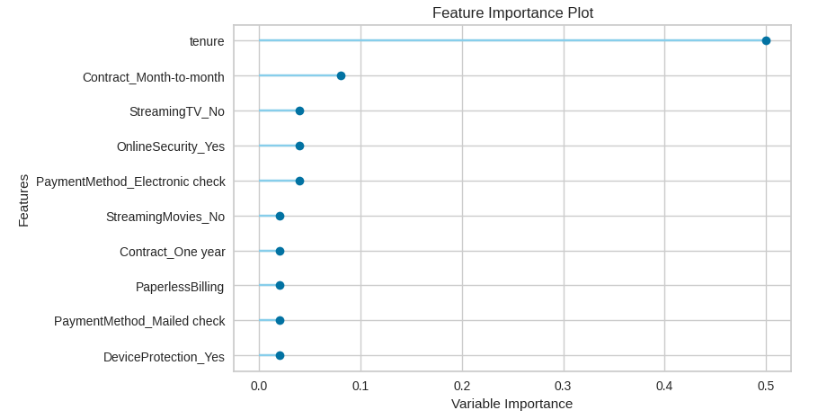 Feature Importance Plot
tenure
Contract_Month-to-month
StreamingTV_No
OnlineSecurity_Yes
PaymentMethod_Electronic check
StreamingMovies_No
Contract_One year
PaperlessBilling
PaymentMethod_Mailed check
DeviceProtection_Yes
Features
0.0 0.1 0.2 0.3 0.4 0.5
Variable Importance